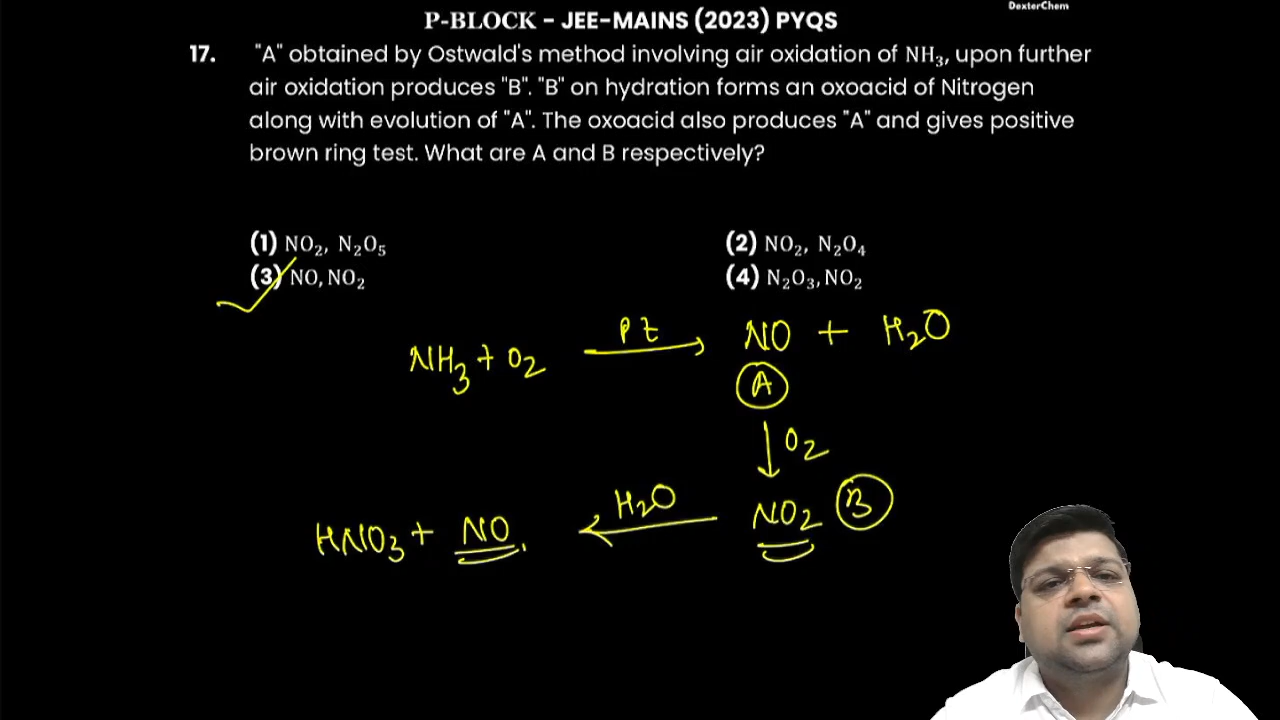 DexterChem
P-BLOCK - JEE-MAINS (2023) PYQS
17. "A" obtained by Ostwald's method involving air oxidation of NH₃, upon further
air oxidation produces "B". "B" on hydration forms an oxoacid of Nitrogen
along with evolution of "A". The oxoacid also produces "A" and gives positive
brown ring test. What are A and B respectively?
(1) NO₂, N₂O₅ (2) NO₂, N₂O₄
(3) NO, NO₂ (4) N₂O₃, NO₂
NH₃ + O₂ Pt → NO + H₂O
A
↓ O₂
HNO₃ + NO ← H₂O NO₂ B